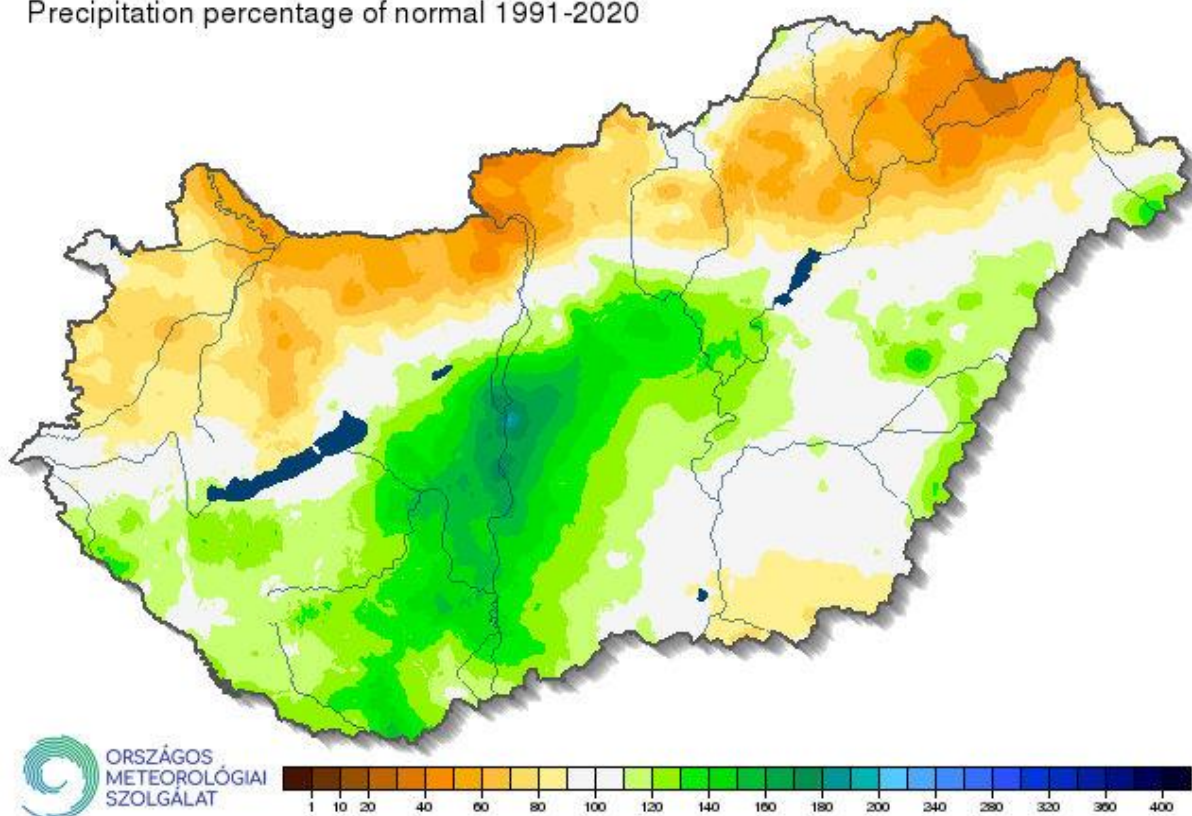 Precipitation percentage of normal 1991-2020
ORSZÁGOS
METEOROLÓGIAI
SZOLGÁLAT
1 10 20 40 60 80 100 120 140 160 180 200 240 280 320 360 400